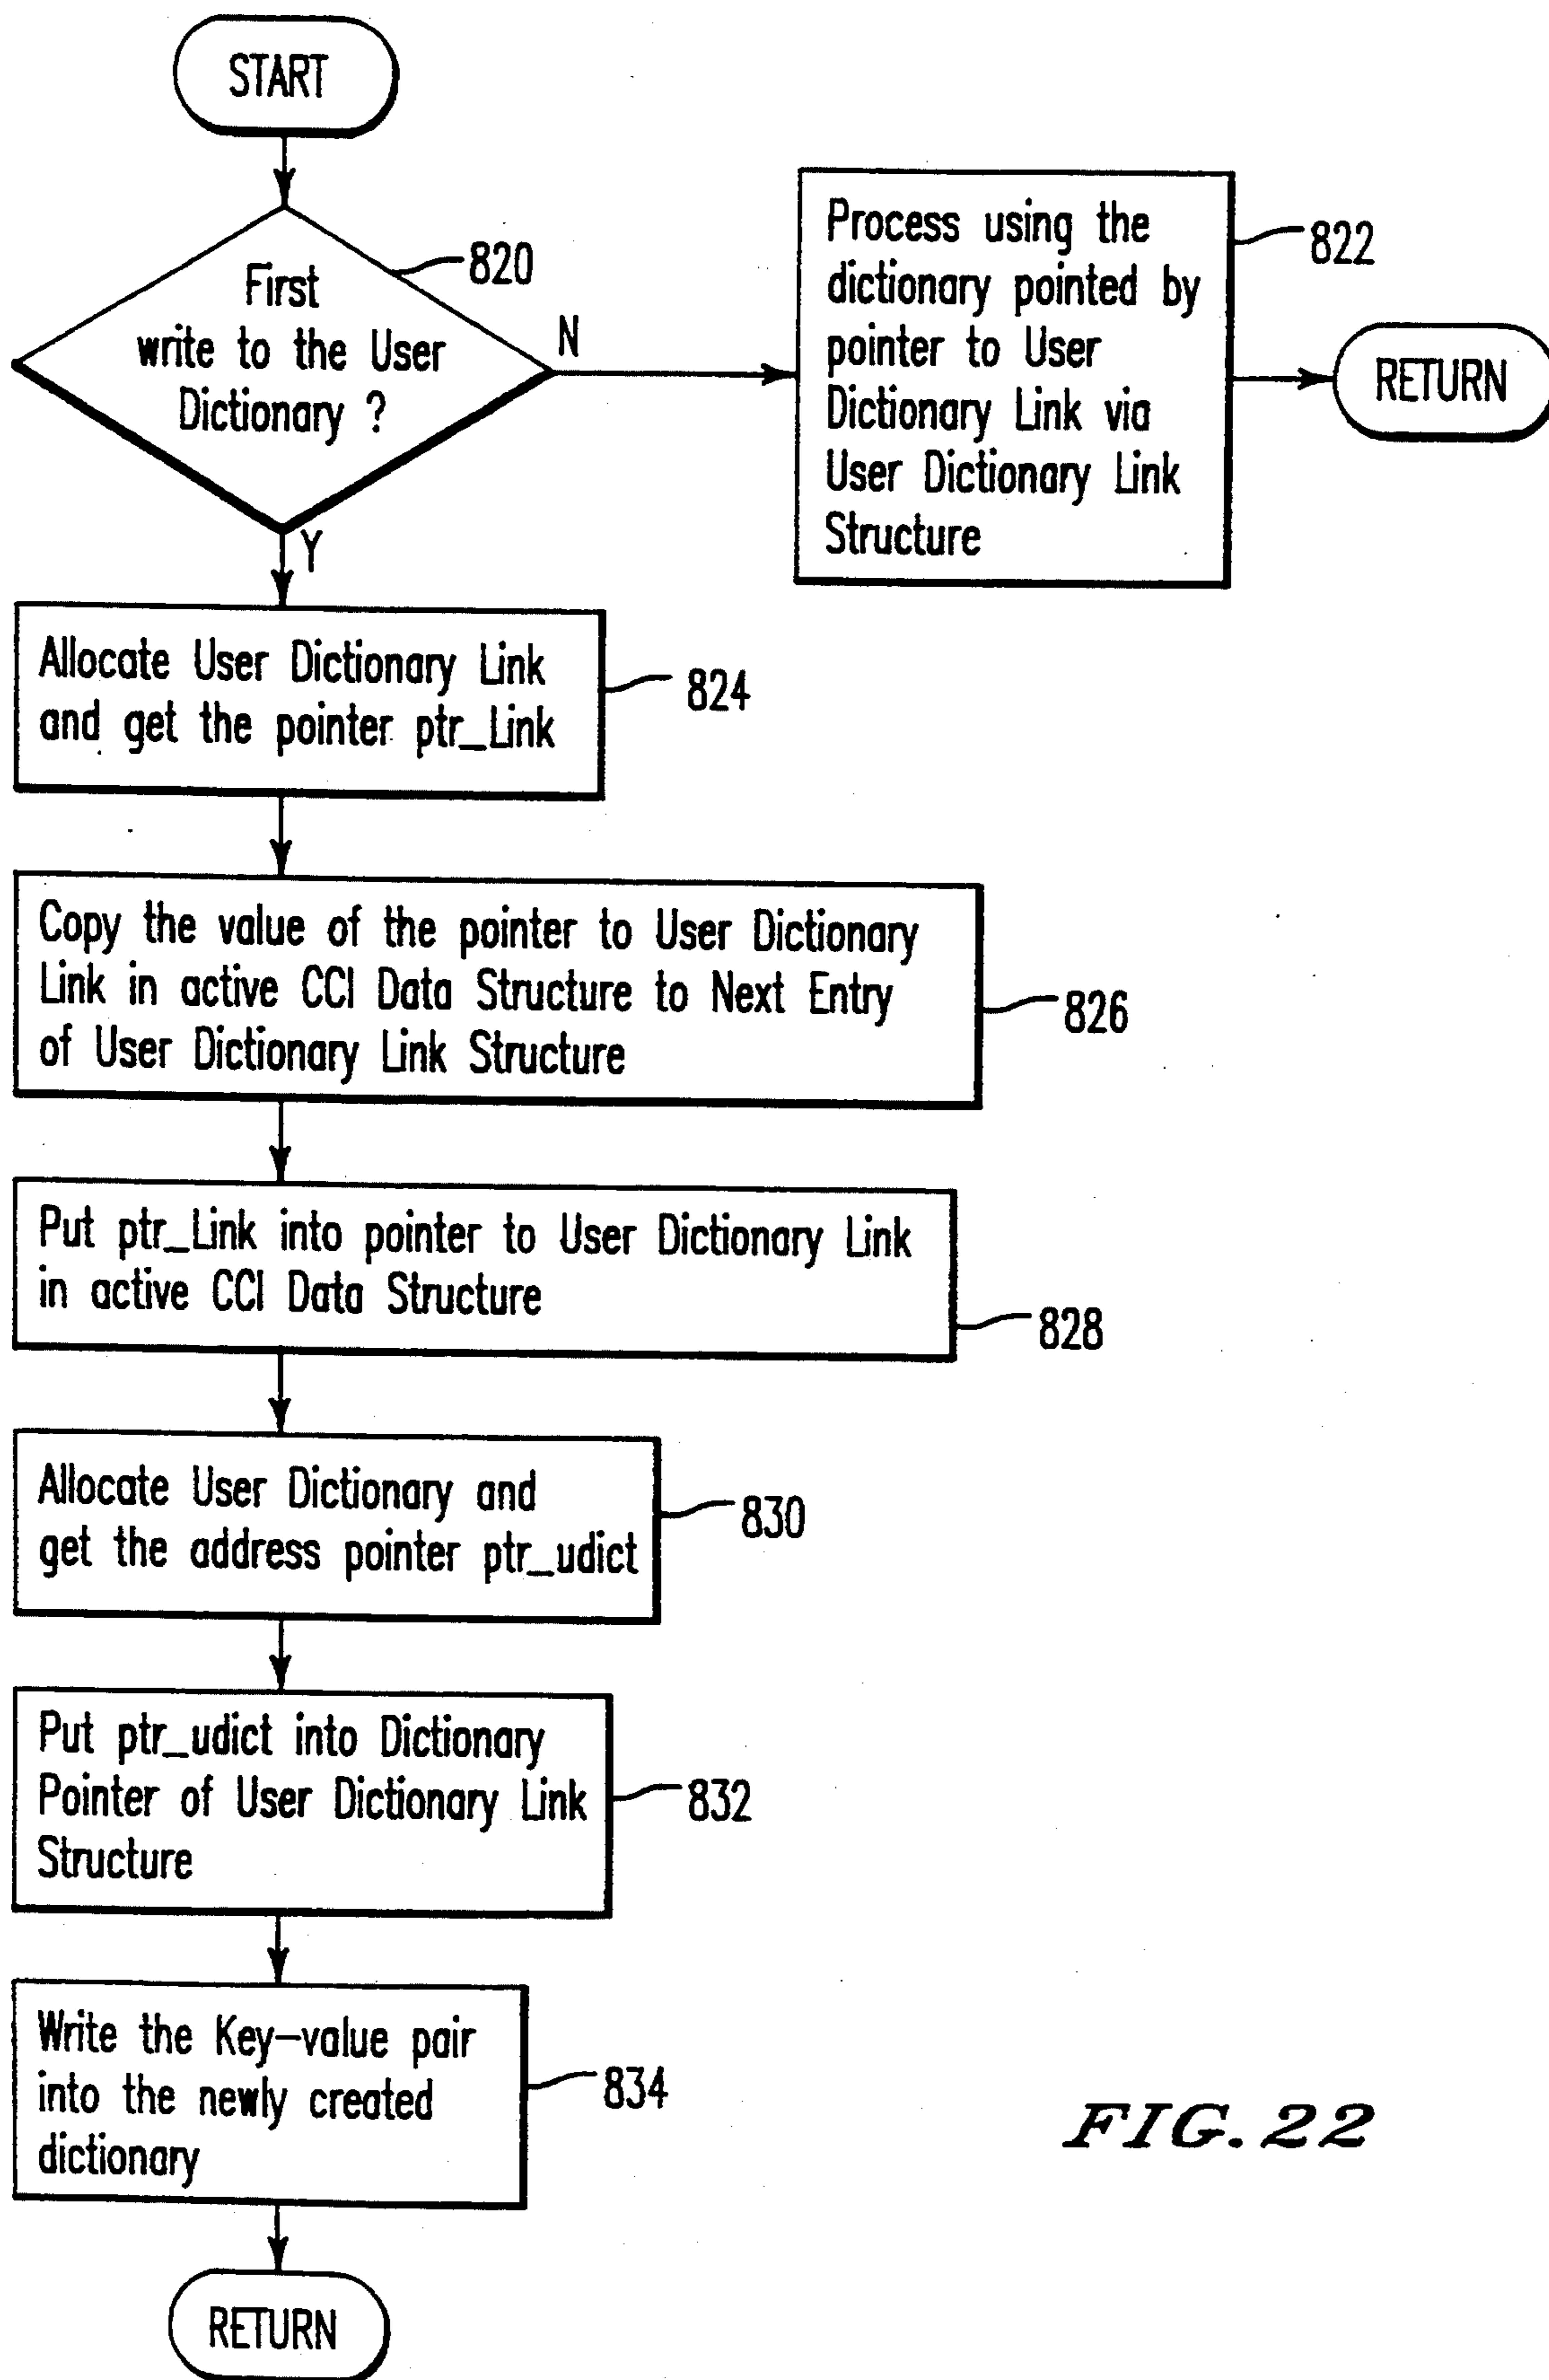 START
First
write to the User
Dictionary ?
820
N
Y
Process using the
dictionary pointed by
pointer to User
Dictionary Link via
User Dictionary Link
Structure
822
RETURN
Allocate User Dictionary Link
and get the pointer ptr_Link
824
Copy the value of the pointer to User Dictionary
Link in active CCI Data Structure to Next Entry
of User Dictionary Link Structure
826
Put ptr_Link into pointer to User Dictionary Link
in active CCI Data Structure
828
Allocate User Dictionary and
get the address pointer ptr_udict
830
Put ptr_udict into Dictionary
Pointer of User Dictionary Link
Structure
832
Write the Key-value pair
into the newly created
dictionary
834
RETURN
FIG. 22